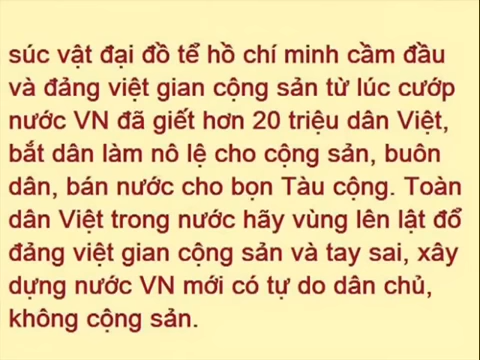 súc vật đại đồ tể hồ chí minh cầm đầu
và đảng việt gian cộng sản từ lúc cướp
nước VN đã giết hơn 20 triệu dân Việt,
bắt dân làm nô lệ cho cộng sản, buôn
dân, bán nước cho bọn Tàu cộng. Toàn
dân Việt trong nước hãy vùng lên lật đổ
đảng việt gian cộng sản và tay sai, xây
dựng nước VN mới có tự do dân chủ,
không cộng sản.